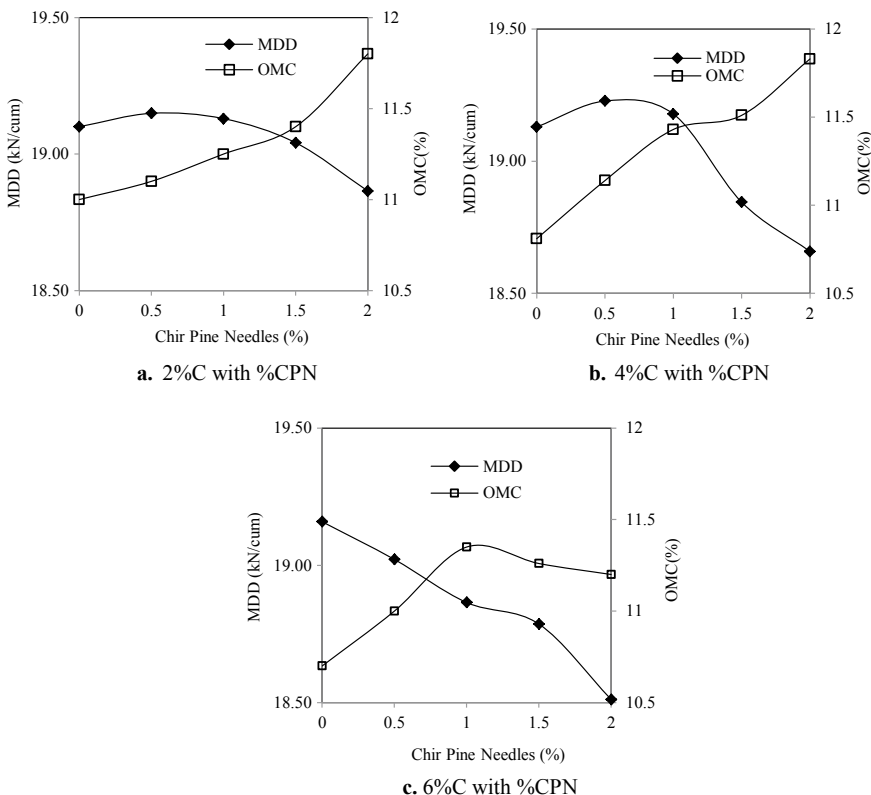 19.50
19.00
18.50
MDD (kN/cum)
MDD
OMC
12
11.5
11
10.5
OMC(%)
0 0.5 1 1.5 2
Chir Pine Needles (%)
a. 2%C with %CPN
19.50
19.00
18.50
MDD (kN/cum)
MDD
OMC
12
11.5
11
10.5
OMC(%)
0 0.5 1 1.5 2
Chir Pine Needles (%)
b. 4%C with %CPN
19.50
19.00
18.50
MDD (kN/cum)
MDD
OMC
12
11.5
11
10.5
OMC(%)
0 0.5 1 1.5 2
Chir Pine Needles (%)
c. 6%C with %CPN